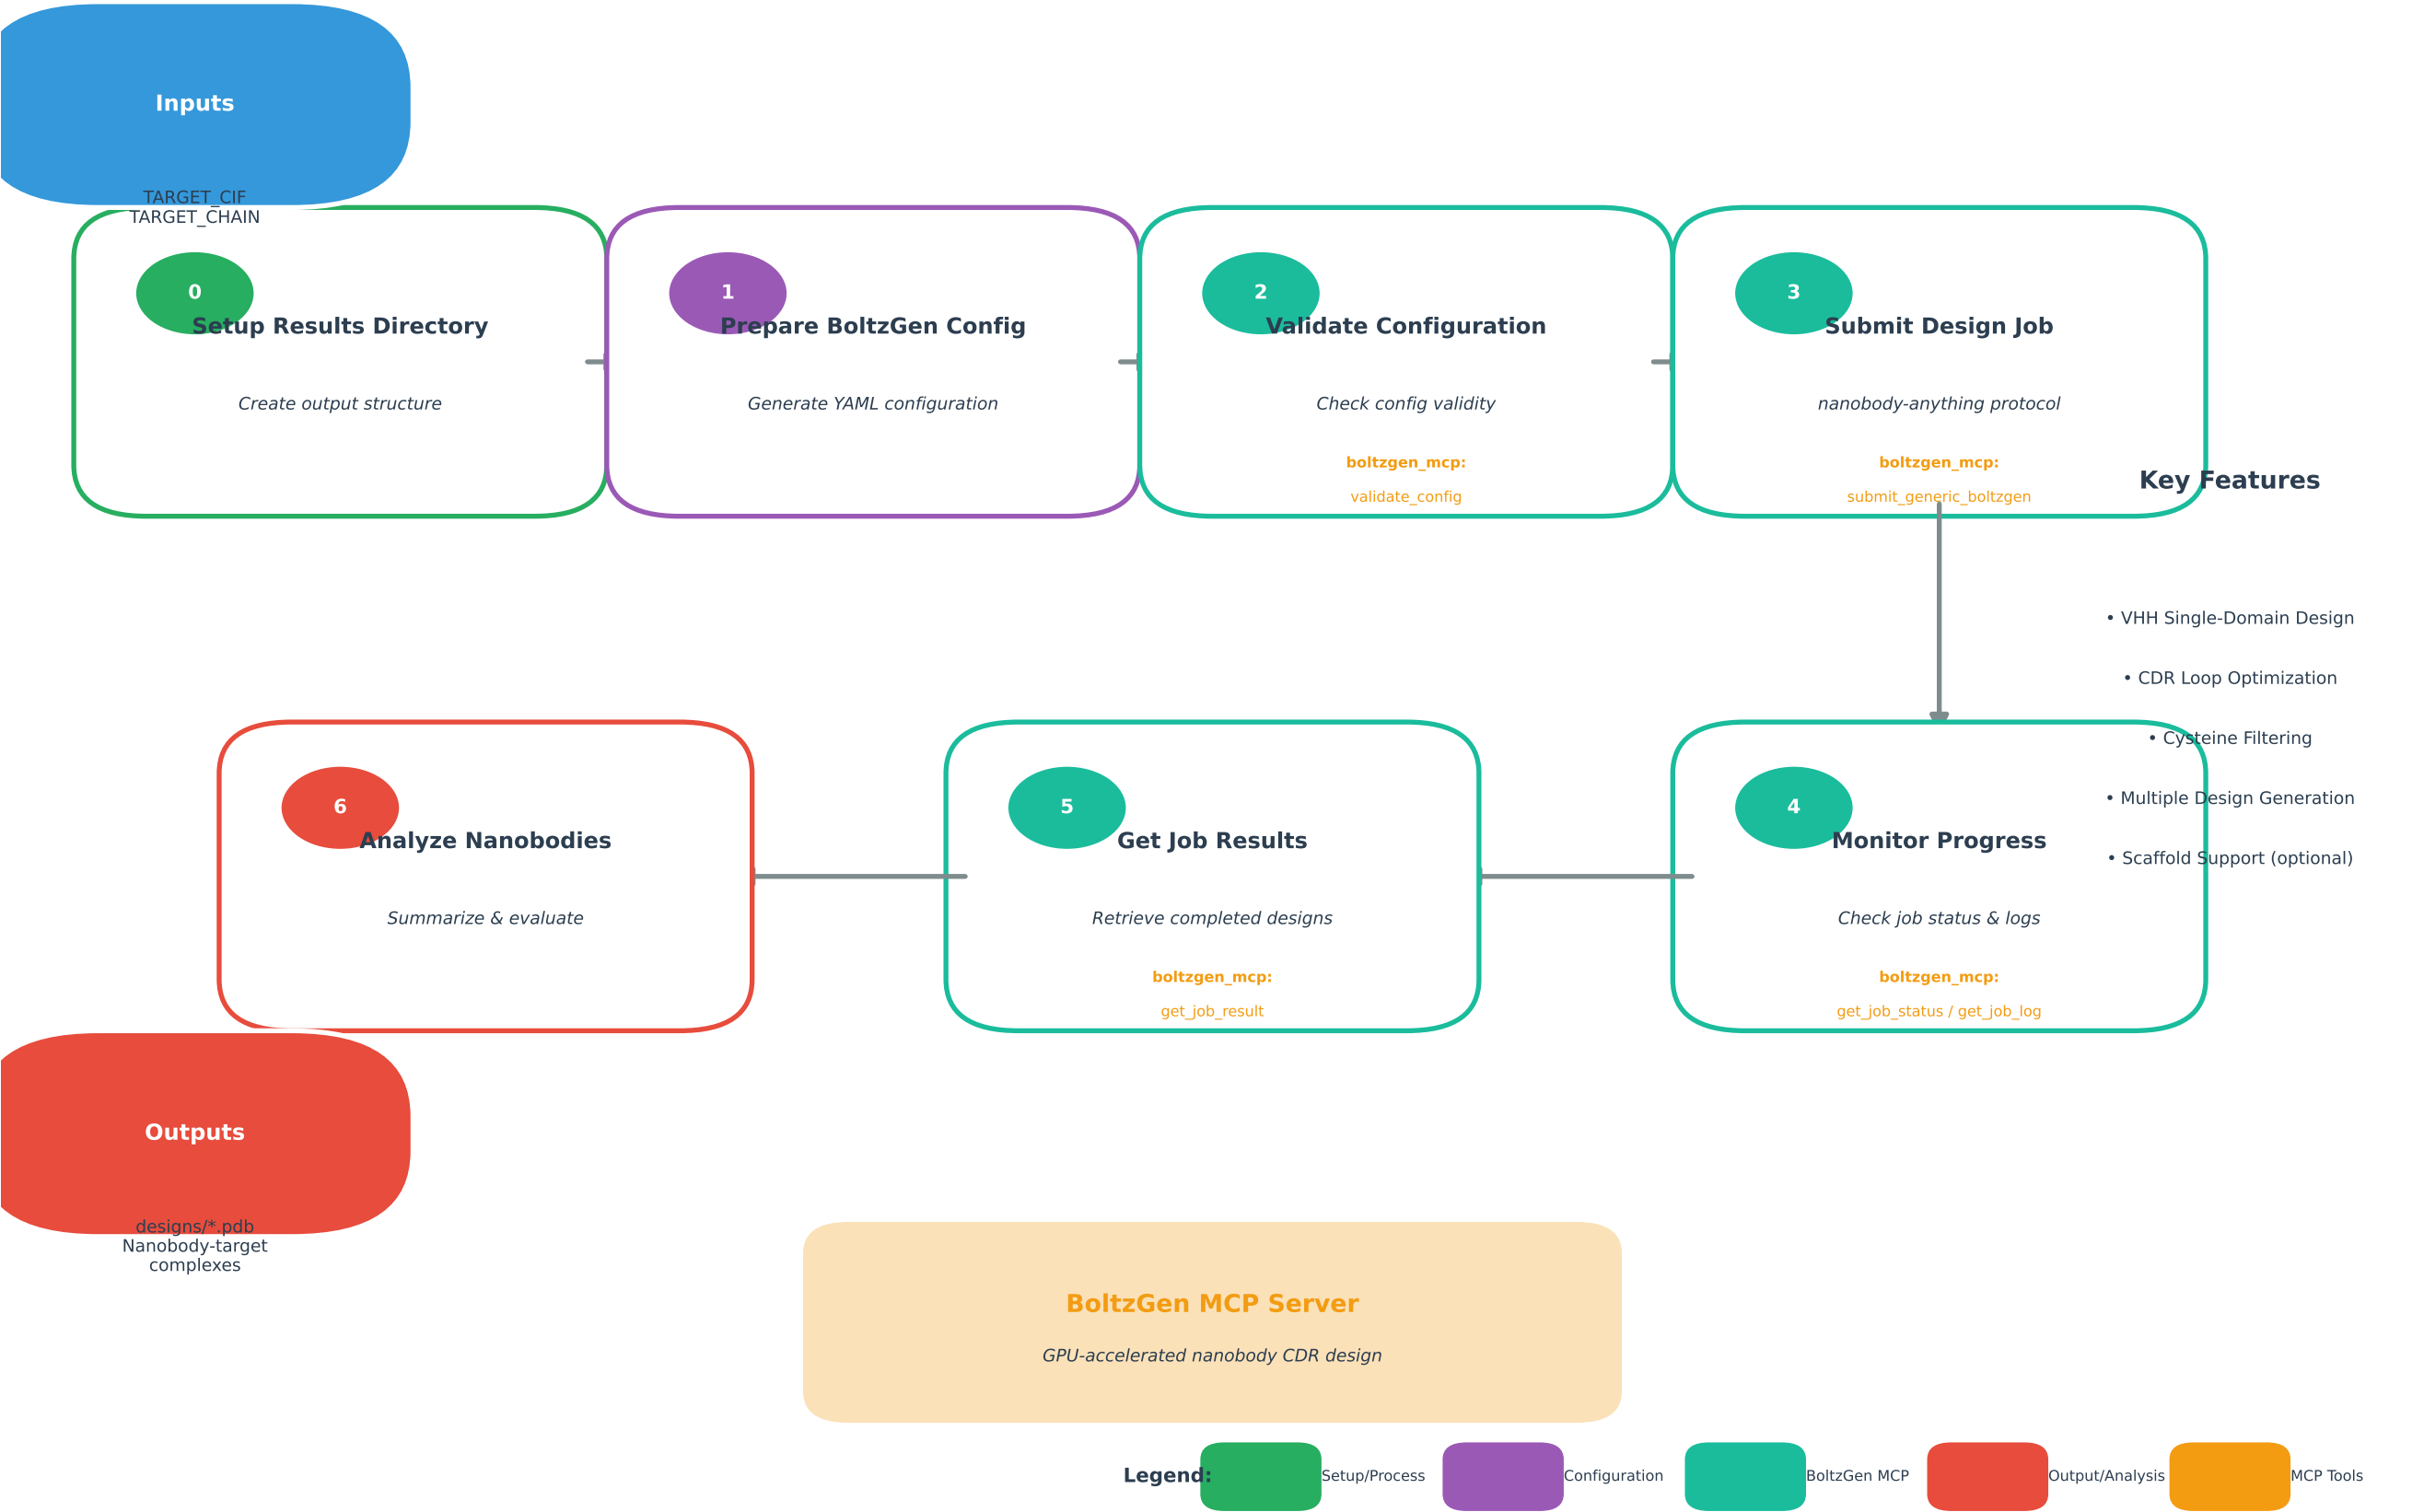 Inputs
TARGET_CIF
TARGET_CHAIN
0
Setup Results Directory
Create output structure
1
Prepare BoltzGen Config
Generate YAML configuration
2
Validate Configuration
Check config validity
boltzgen_mcp:
validate_config
3
Submit Design Job
nanobody-anything protocol
boltzgen_mcp:
submit_generic_boltzgen
Key Features
• VHH Single-Domain Design
• CDR Loop Optimization
• Cysteine Filtering
• Multiple Design Generation
• Scaffold Support (optional)
4
Monitor Progress
Check job status & logs
boltzgen_mcp:
get_job_status / get_job_log
5
Get Job Results
Retrieve completed designs
boltzgen_mcp:
get_job_result
6
Analyze Nanobodies
Summarize & evaluate
Outputs
designs/*.pdb
Nanobody-target
complexes
BoltzGen MCP Server
GPU-accelerated nanobody CDR design
Legend:
Setup/Process
Configuration
BoltzGen MCP
Output/Analysis
MCP Tools